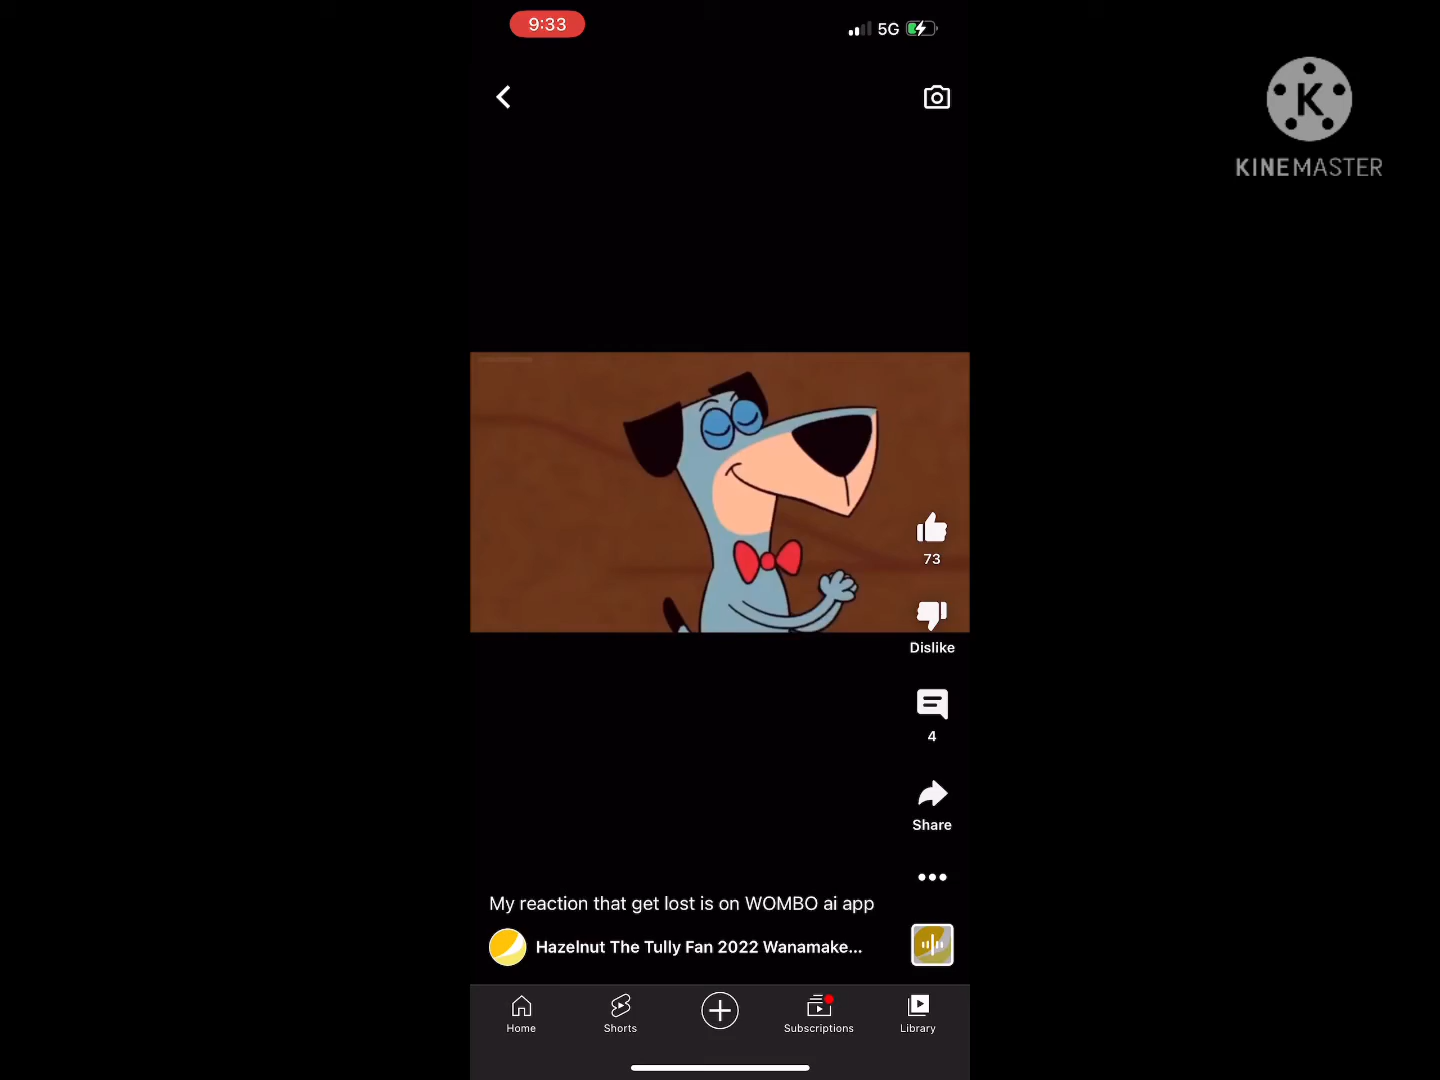 9:33
5G
K
KINEMASTER
73
Dislike
4
Share
My reaction that get lost is on WOMBO ai app
Hazelnut The Tully Fan 2022 Wanamake...
Home
Shorts
Subscriptions
Library